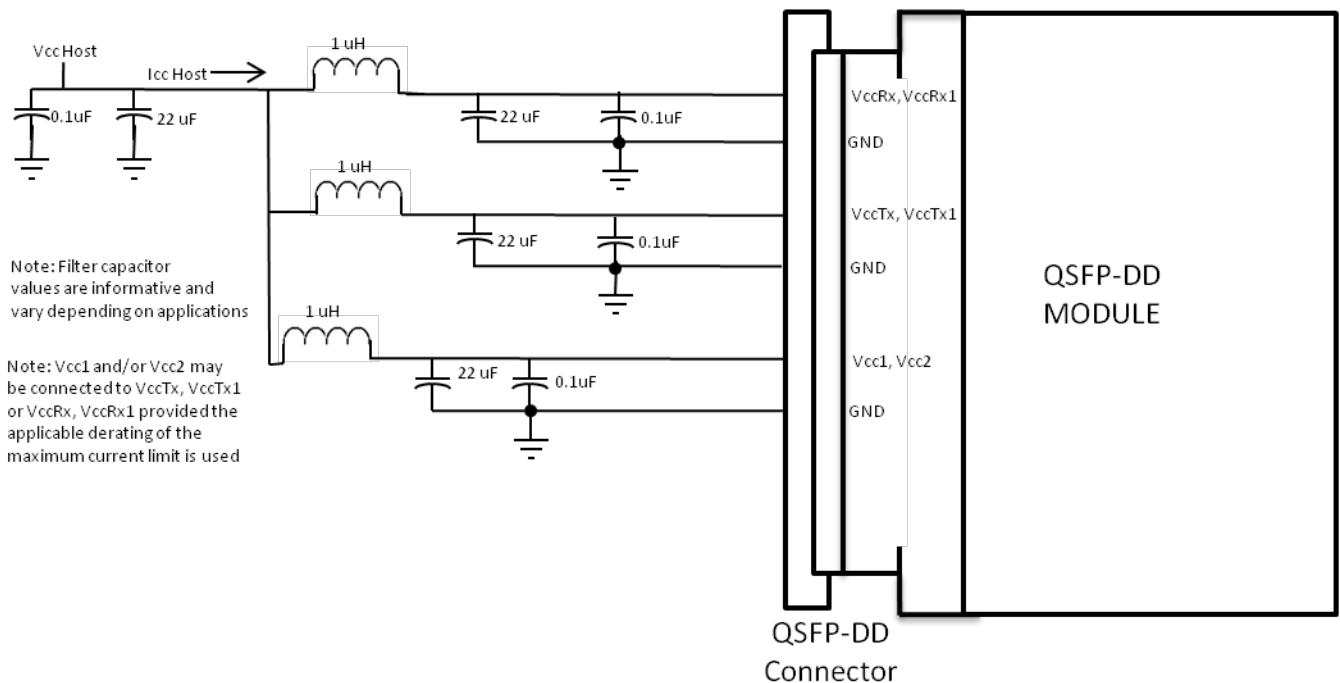 Vcc Host
Icc Host
0.1uF
22 uF
1 uH
22 uF
0.1uF
VccRx, VccRx1
GND
1 uH
22 uF
0.1uF
VccTx, VccTx1
GND
Note: Filter capacitor
values are informative and
vary depending on applications
1 uH
22 uF
0.1uF
Vcc1, Vcc2
GND
Note: Vcc1 and/or Vcc2 may
be connected to VccTx, VccTx1
or VccRx, VccRx1 provided the
applicable derating of the
maximum current limit is used
QSFP-DD
MODULE
QSFP-DD
Connector